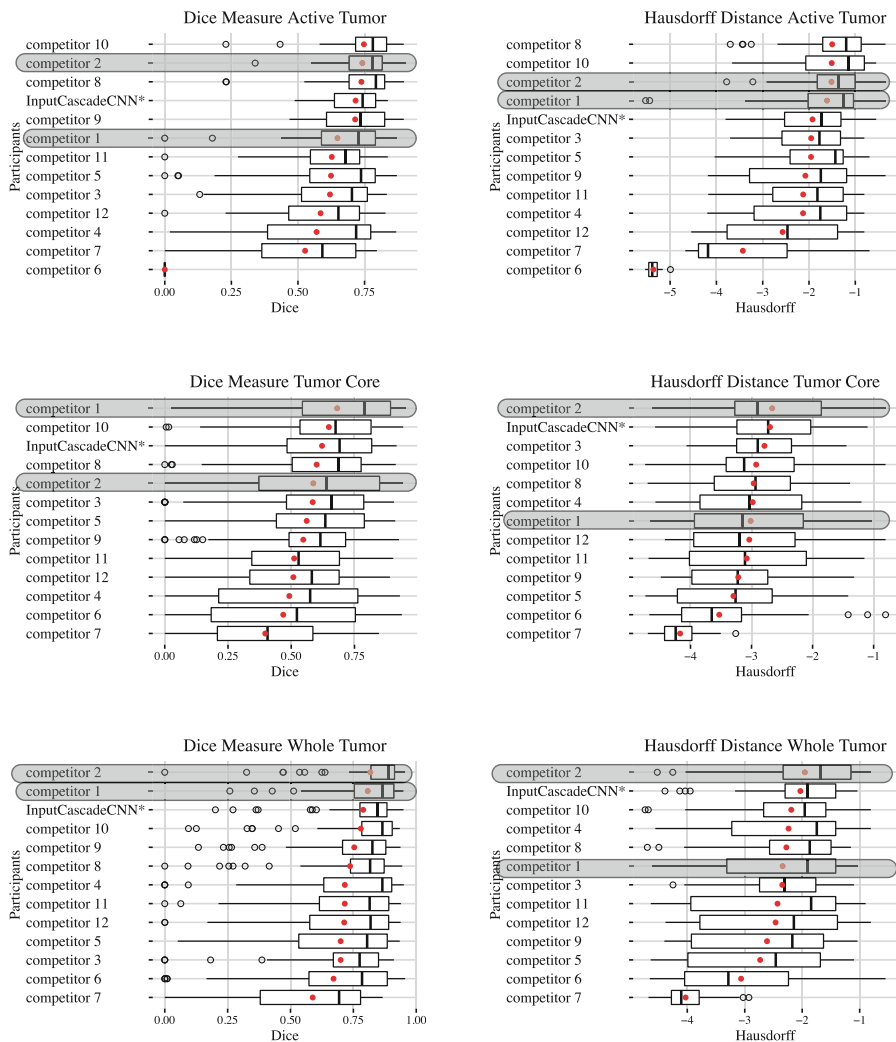 Dice Measure Active Tumor
Participants
competitor 10
competitor 2
competitor 8
InputCascadeCNN*
competitor 9
competitor 1
competitor 11
competitor 5
competitor 3
competitor 12
competitor 4
competitor 7
competitor 6
0.00 0.25 0.50 0.75
Dice
Hausdorff Distance Active Tumor
Participants
competitor 8
competitor 10
competitor 2
competitor 1
InputCascadeCNN*
competitor 3
competitor 5
competitor 9
competitor 11
competitor 4
competitor 12
competitor 7
competitor 6
−5 −4 −3 −2 −1
Hausdorff
Dice Measure Tumor Core
Participants
competitor 1
competitor 10
InputCascadeCNN*
competitor 8
competitor 2
competitor 3
competitor 5
competitor 9
competitor 11
competitor 12
competitor 4
competitor 6
competitor 7
0.00 0.25 0.50 0.75
Dice
Hausdorff Distance Tumor Core
Participants
competitor 2
InputCascadeCNN*
competitor 3
competitor 10
competitor 8
competitor 4
competitor 1
competitor 12
competitor 11
competitor 9
competitor 5
competitor 6
competitor 7
−4 −3 −2 −1
Hausdorff
Dice Measure Whole Tumor
Participants
competitor 2
competitor 1
InputCascadeCNN*
competitor 10
competitor 9
competitor 8
competitor 4
competitor 11
competitor 12
competitor 5
competitor 3
competitor 6
competitor 7
0.00 0.25 0.50 0.75 1.00
Dice
Hausdorff Distance Whole Tumor
Participants
competitor 2
InputCascadeCNN*
competitor 10
competitor 4
competitor 8
competitor 1
competitor 3
competitor 11
competitor 12
competitor 9
competitor 5
competitor 6
competitor 7
−4 −3 −2 −1
Hausdorff